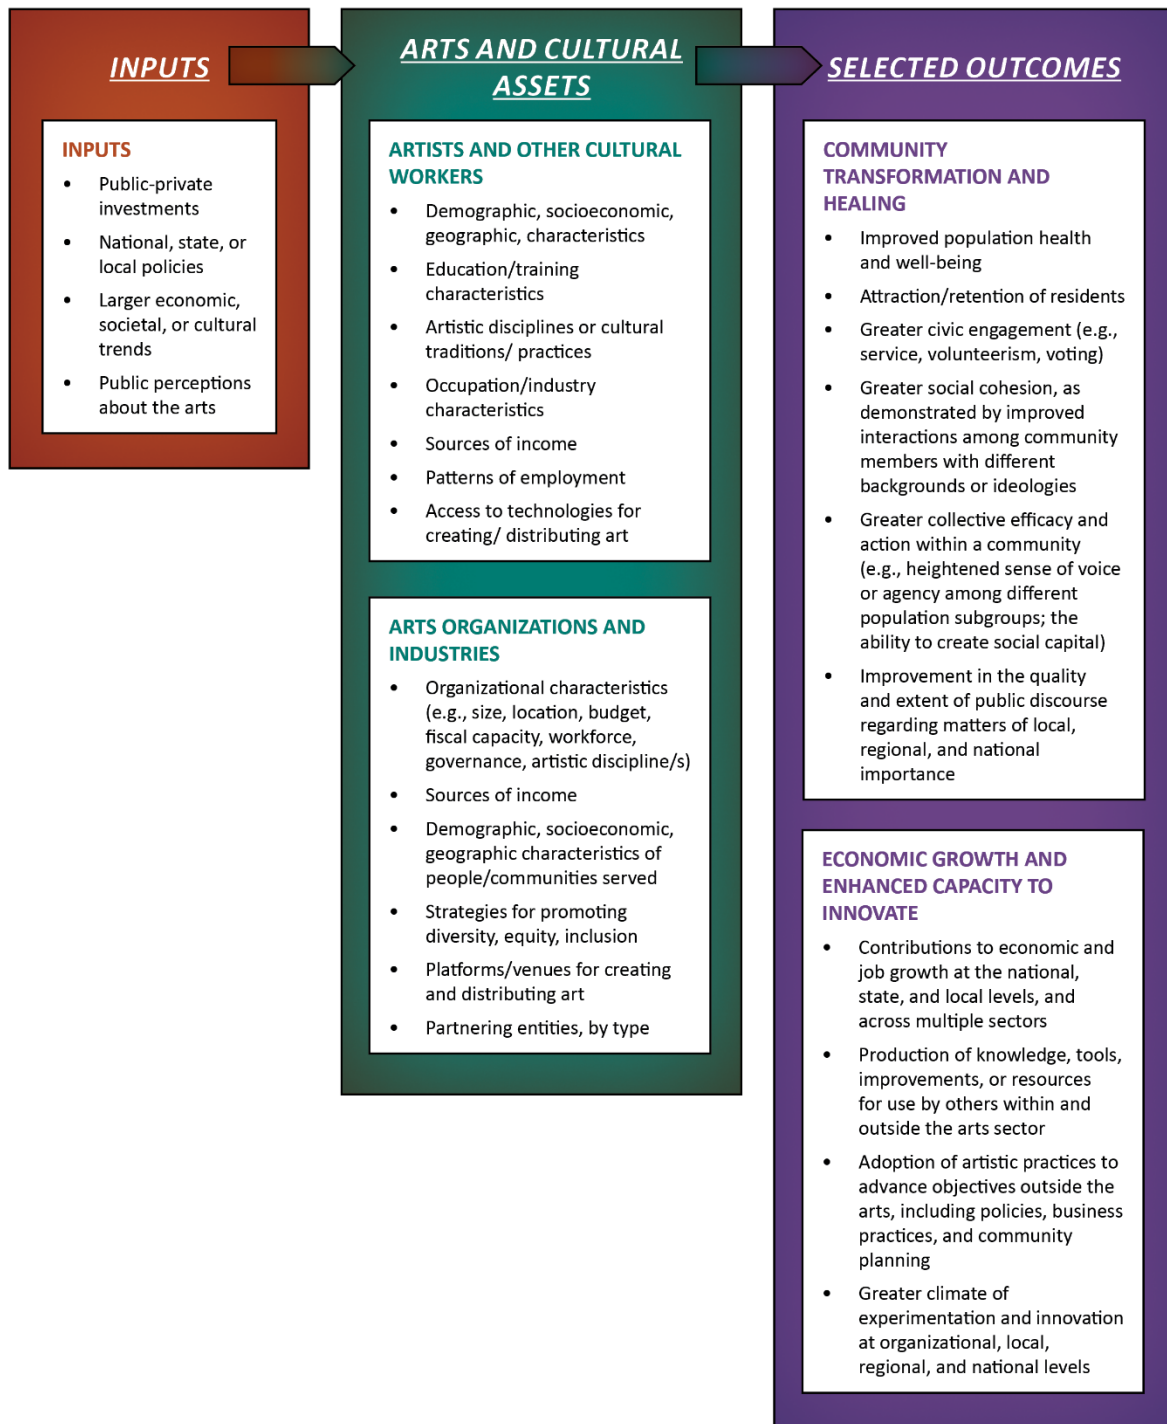 INPUTS
INPUTS
• Public-private
investments
• National, state, or
local policies
• Larger economic,
societal, or cultural
trends
• Public perceptions
about the arts
ARTS AND CULTURAL
ASSETS
ARTISTS AND OTHER CULTURAL
WORKERS
• Demographic, socioeconomic,
geographic, characteristics
• Education/training
characteristics
• Artistic disciplines or cultural
traditions/ practices
• Occupation/industry
characteristics
• Sources of income
• Patterns of employment
• Access to technologies for
creating/ distributing art
ARTS ORGANIZATIONS AND
INDUSTRIES
• Organizational characteristics
(e.g., size, location, budget,
fiscal capacity, workforce,
governance, artistic discipline/s)
• Sources of income
• Demographic, socioeconomic,
geographic characteristics of
people/communities served
• Strategies for promoting
diversity, equity, inclusion
• Platforms/venues for creating
and distributing art
• Partnering entities, by type
SELECTED OUTCOMES
COMMUNITY
TRANSFORMATION AND
HEALING
• Improved population health
and well-being
• Attraction/retention of residents
• Greater civic engagement (e.g.,
service, volunteerism, voting)
• Greater social cohesion, as
demonstrated by improved
interactions among community
members with different
backgrounds or ideologies
• Greater collective efficacy and
action within a community
(e.g., heightened sense of voice
or agency among different
population subgroups; the
ability to create social capital)
• Improvement in the quality
and extent of public discourse
regarding matters of local,
regional, and national
importance
ECONOMIC GROWTH AND
ENHANCED CAPACITY TO
INNOVATE
• Contributions to economic and
job growth at the national,
state, and local levels, and
across multiple sectors
• Production of knowledge, tools,
improvements, or resources
for use by others within and
outside the arts sector
• Adoption of artistic practices to
advance objectives outside the
arts, including policies, business
practices, and community
planning
• Greater climate of
experimentation and innovation
at organizational, local,
regional, and national levels